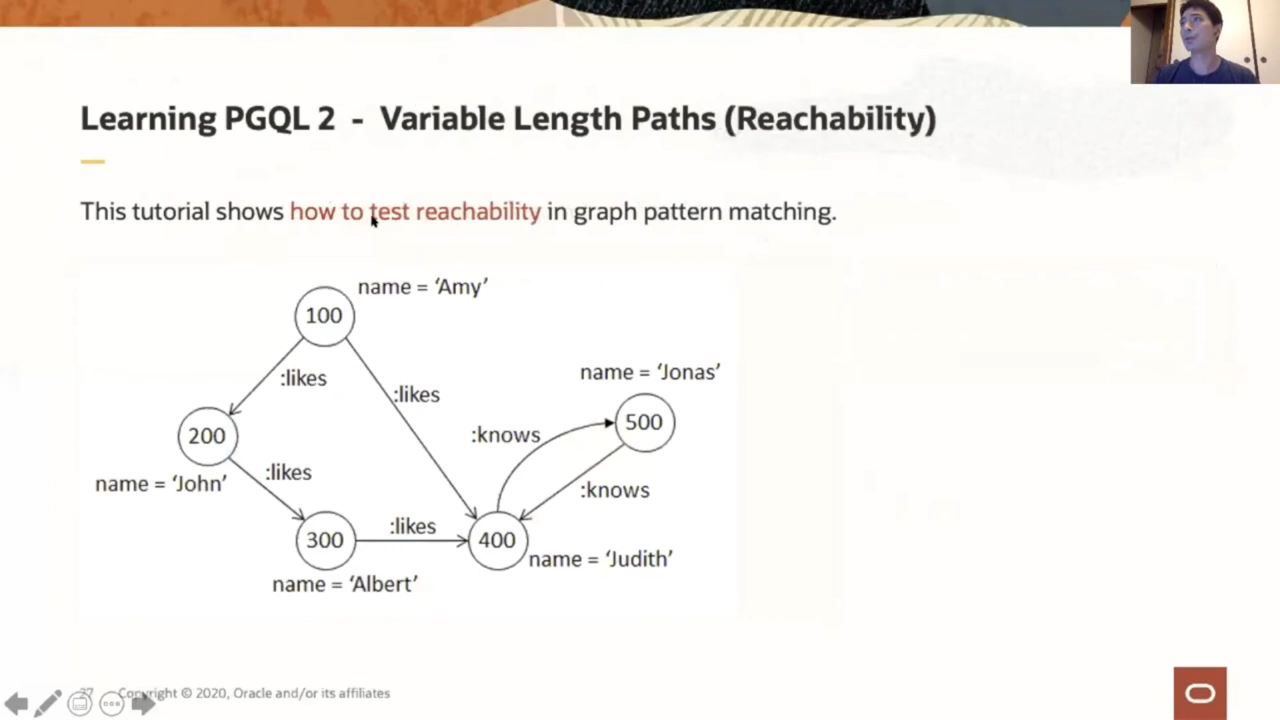 Learning PGQL 2 - Variable Length Paths (Reachability)
This tutorial shows how to test reachability in graph pattern matching.
name = ‘Amy’
100
:likes
:likes
name = ‘Jonas’
500
:knows
200
:likes
name = ‘John’
:knows
:likes
300
400
name = ‘Judith’
name = ‘Albert’
27 Copyright © 2020, Oracle and/or its affiliates